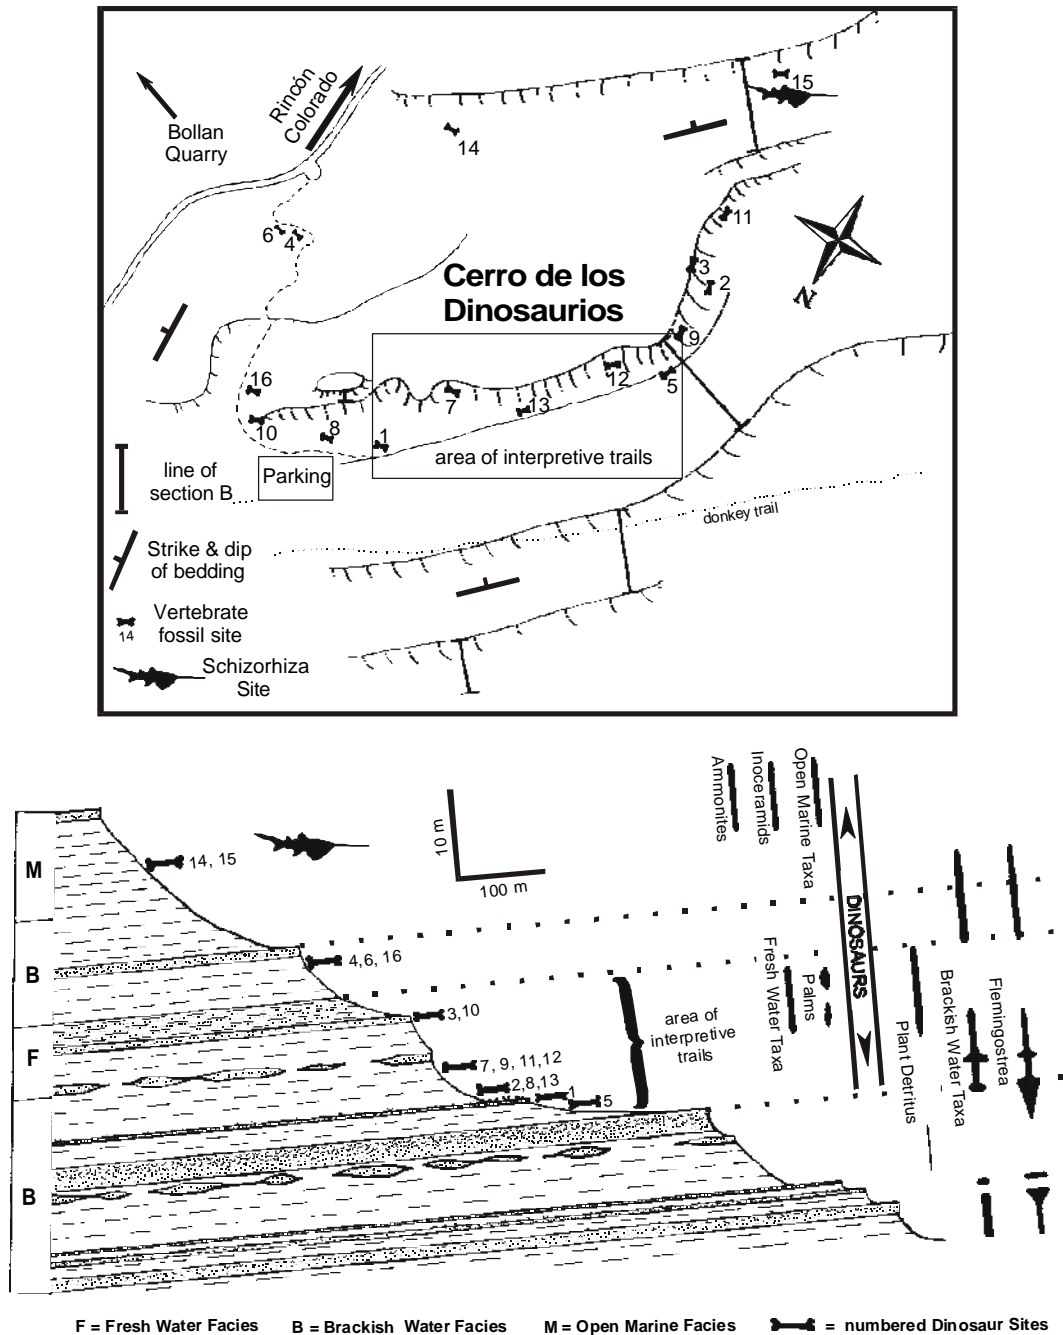 Bollan
Quarry
Rincón
Colorado
15
14
11
6
4
3
2
Cerro de los
Dinosaurios
9
16
12
5
7
13
10
8
1
area of interpretive trails
line of
section B
Parking
donkey trail
N
Strike & dip
of bedding
Vertebrate
14
fossil site
Schizorhiza
Site
M
B
F
B
14, 15
4,6, 16
3,10
7, 9, 11,12
2,8,13
1
5
10 m
100 m
area of
interpretive
trails
Ammonites
Inoceramids
Open Marine Taxa
DINOSAURS
Fresh Water Taxa
Palms
Plant Detritus
Brackish Water Taxa
Flemingostrea
F = Fresh Water Facies B = Brackish Water Facies M = Open Marine Facies = numbered Dinosaur Sites